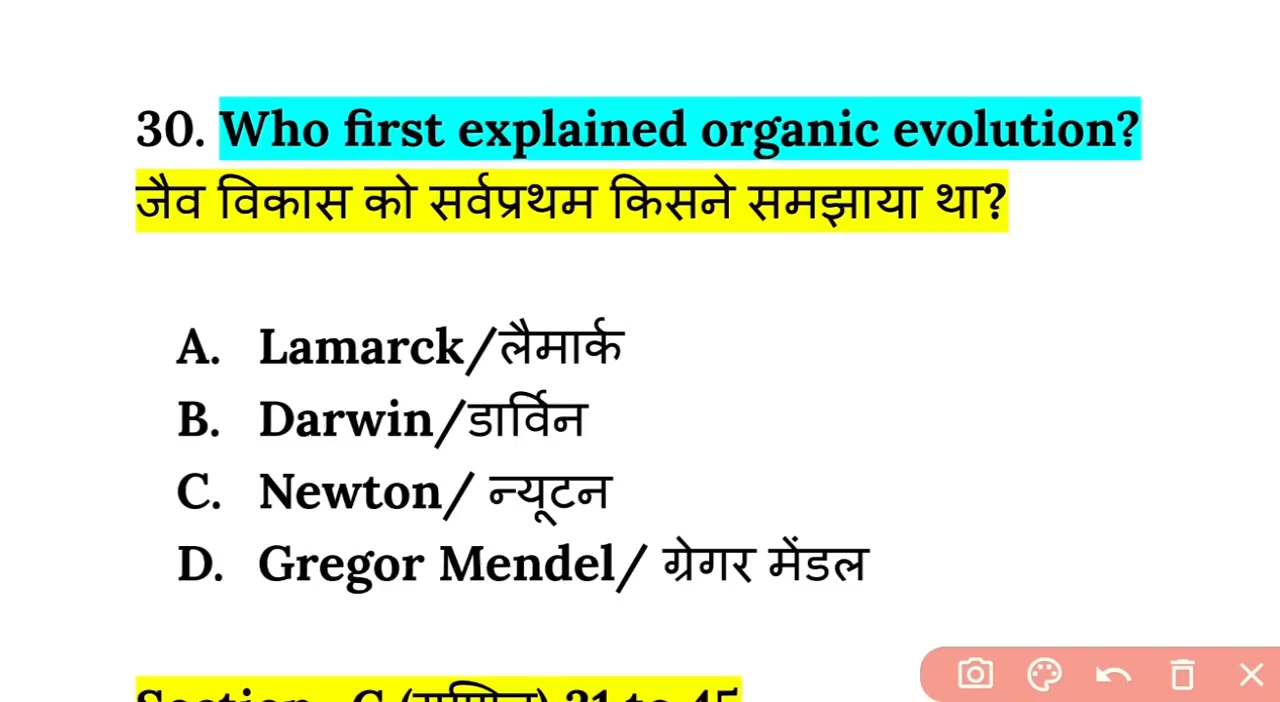 30. Who first explained organic evolution?
जैव विकास को सर्वप्रथम किसने समझाया था?
A. Lamarck/लैमार्क
B. Darwin/डार्विन
C. Newton/ न्यूटन
D. Gregor Mendel/ ग्रेगर मेंडल
Section - C (गणित) 31 to 45